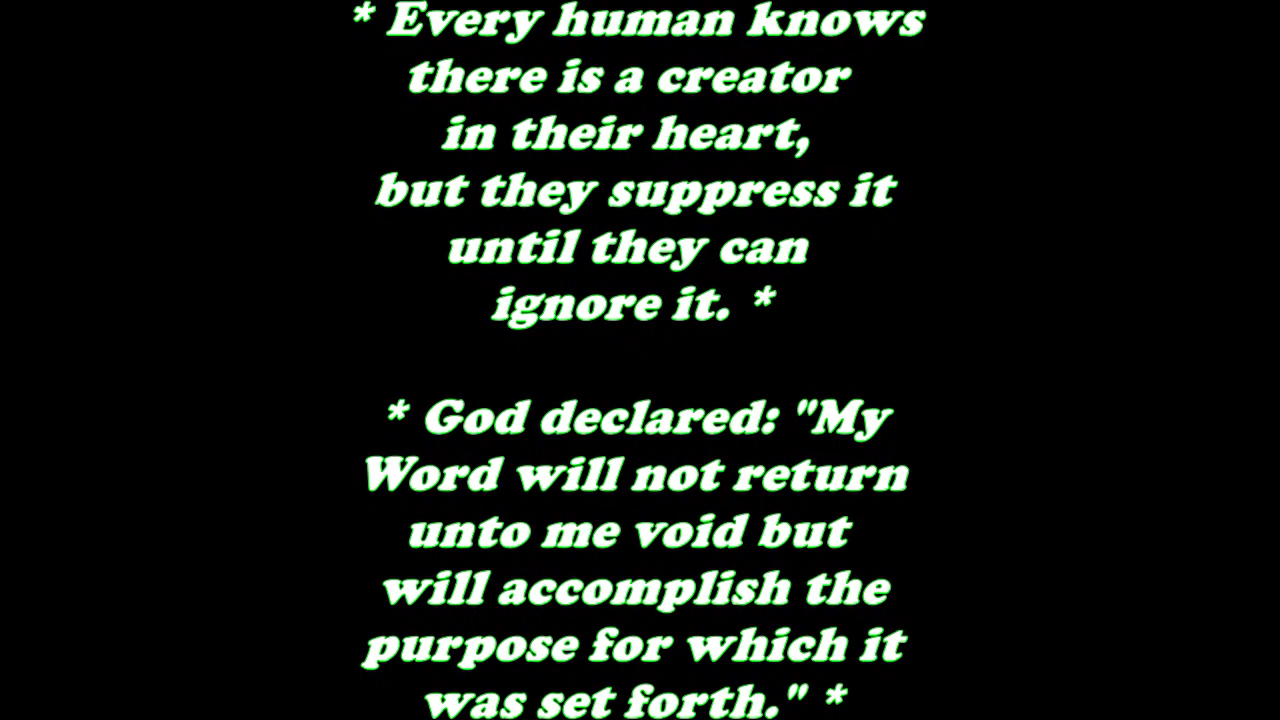 * Every human knows
there is a creator
in their heart,
but they suppress it
until they can
ignore it. *
* God declared: "My
Word will not return
unto me void but
will accomplish the
purpose for which it
was set forth." *